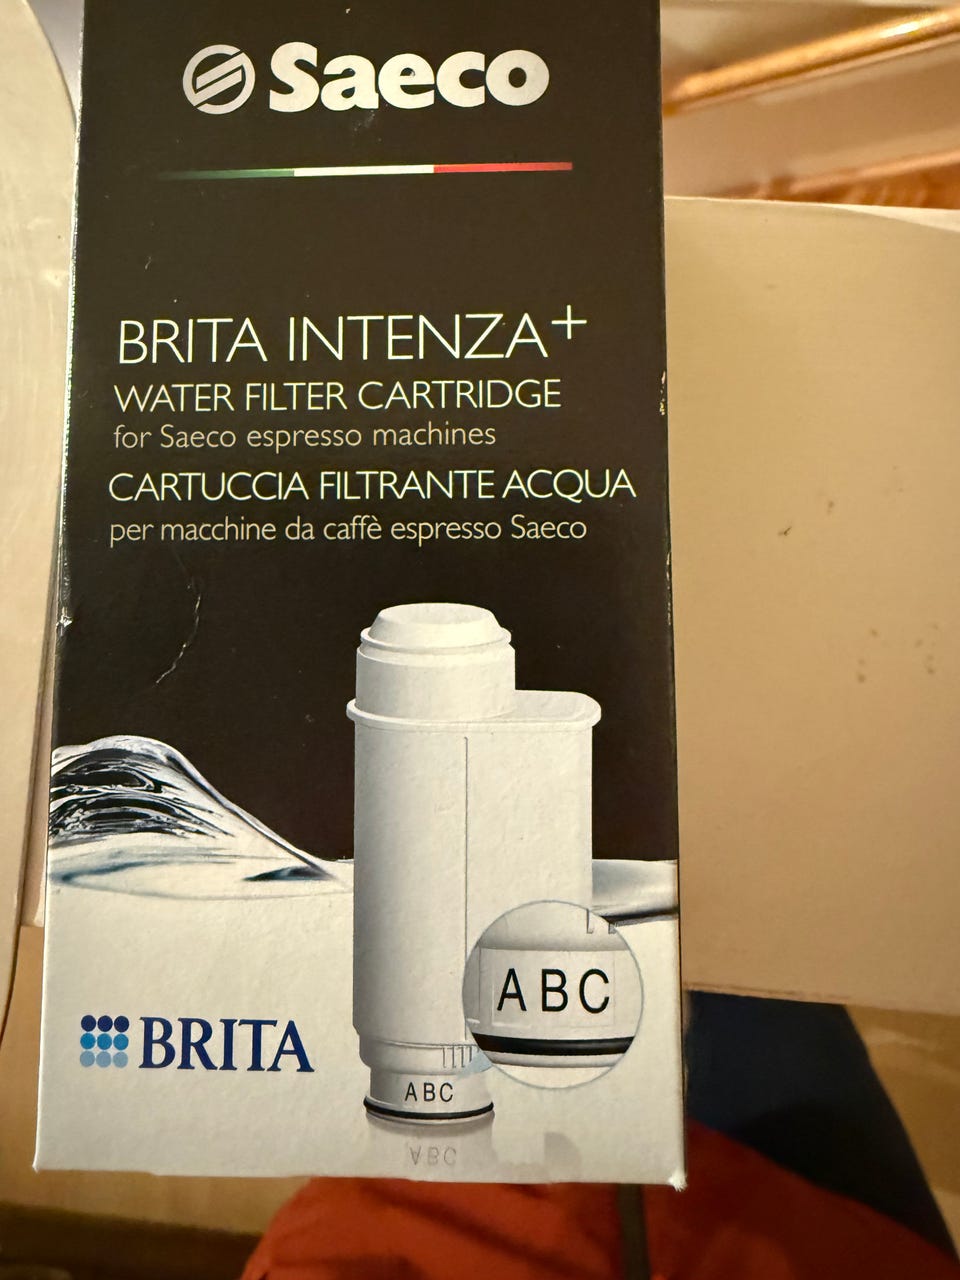 Saeco
BRITA INTENZA+
WATER FILTER CARTRIDGE
for Saeco espresso machines
CARTUCCIA FILTRANTE ACQUA
per macchine da caffè espresso Saeco
ABC
BRITA
ABC